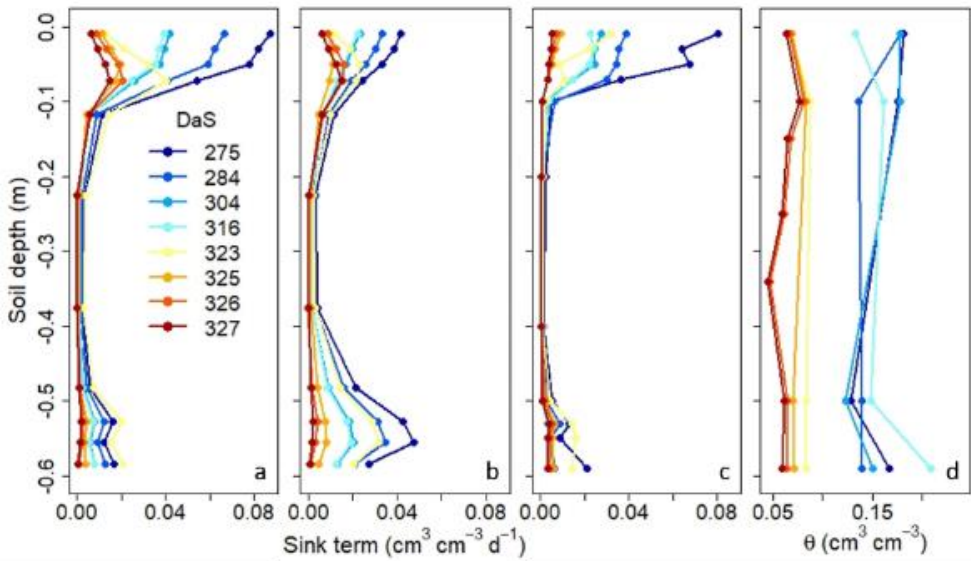 0.0
-0.1
-0.2
-0.3
-0.4
-0.5
-0.6
Soil depth (m)
DaS
275
284
304
316
323
325
326
327
a
b
c
d
0.00 0.04 0.08
0.00 0.04 0.08
0.00 0.04 0.08
0.05 0.15
Sink term (cm³ cm⁻³ d⁻¹)
θ (cm³ cm⁻³)